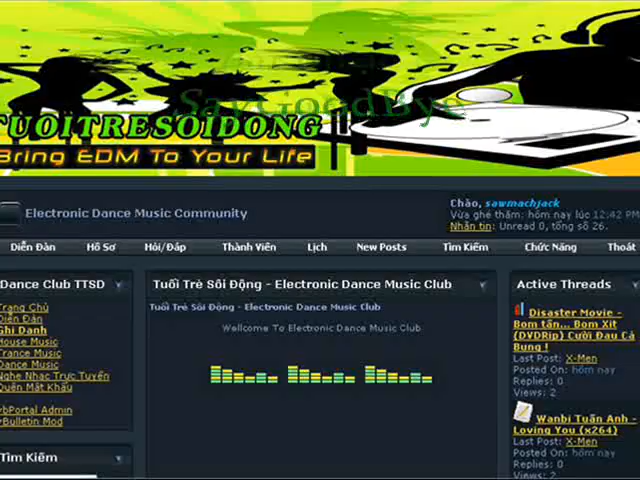 SayGoodBye
TUOITRESOIDONG
Bring EDM To Your Life
Electronic Dance Music Community
Chào, sawmachjack
Vừa ghé thăm: hôm nay lúc 12:42 PM
Nhắn tin: Unread 0, tổng số 26.
Diễn Đàn Hồ Sơ Hỏi/Đáp Thành Viên Lịch New Posts Tìm Kiếm Chức Năng Thoát
Dance Club TTSD
Trang Chủ
Diễn Đàn
Ghi Danh
House Music
Trance Music
Dance Music
Nghe Nhạc Trực Tuyến
Quên Mật Khẩu
vbPortal Admin
vBulletin Mod
Tìm Kiếm
Tuổi Trẻ Sôi Động - Electronic Dance Music Club
Tuổi Trẻ Sôi Động - Electronic Dance Music Club
Wellcome To Electronic Dance Music Club
Active Threads
Disaster Movie -
Bom tấn... Bom Xịt
(DVDRip) Cười Đau Cả
Bụng !
Last Post: X-Men
Posted On: hôm nay
Replies: 0
Views: 2
Wanbi Tuấn Anh -
Loving You (x264)
Last Post: X-Men
Posted On: hôm nay
Replies: 0
Views: 2